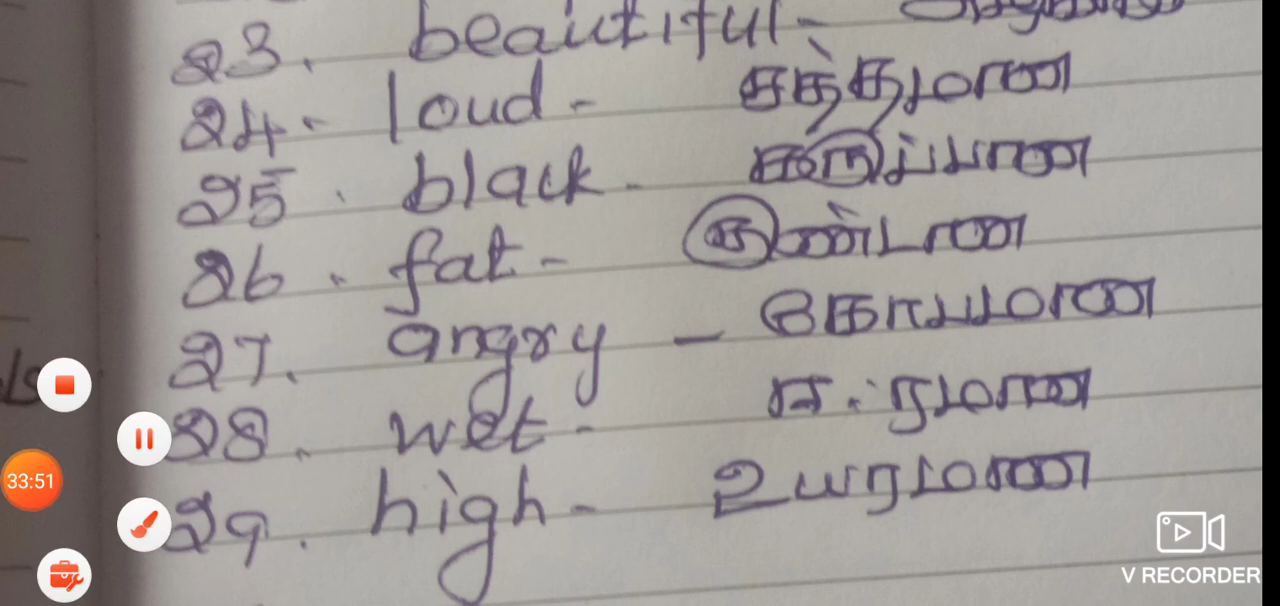 23. beautiful -
24. loud - சத்தமான
25. black - கருப்பான
26. fat - குண்டான
27. angry - கோபமான
28. wet - ஈரமான
29. high - உயரமான
33:51
V RECORDER